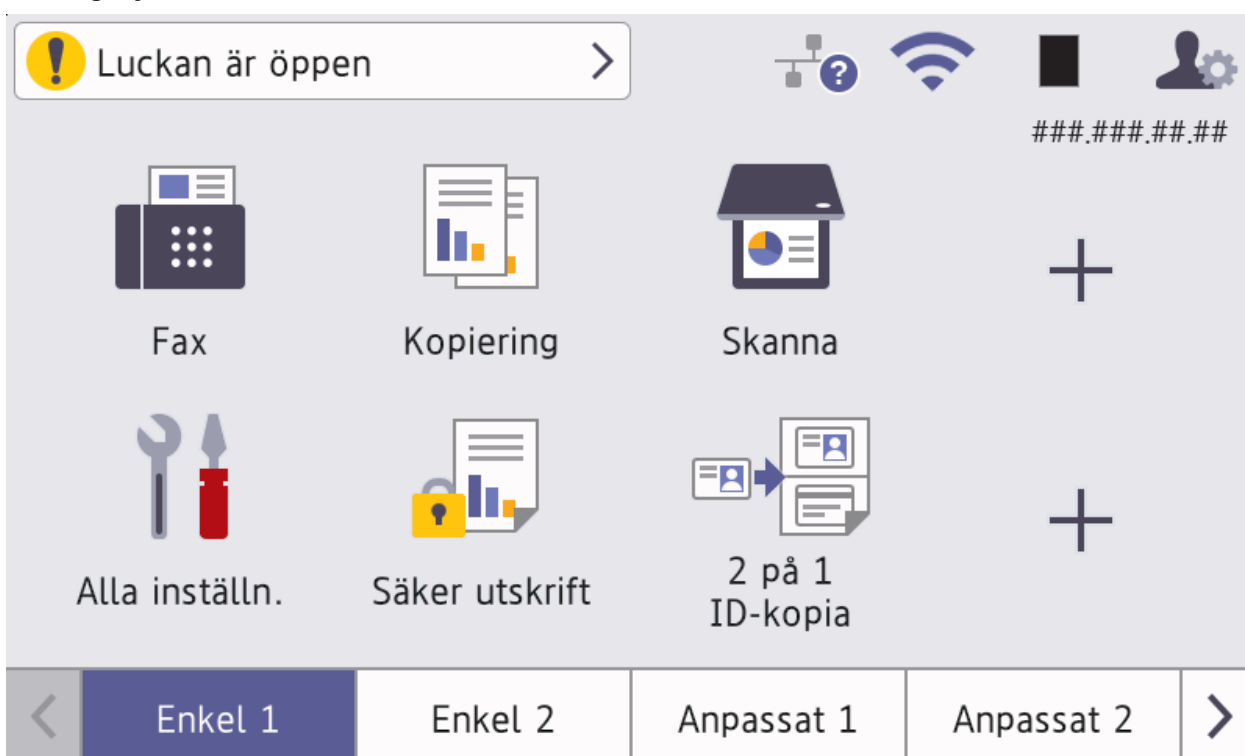 Luckan är öppen
###.###.##.##
Fax
Kopiering
Skanna
Alla inställn.
Säker utskrift
2 på 1
ID-kopia
Enkel 1
Enkel 2
Anpassat 1
Anpassat 2